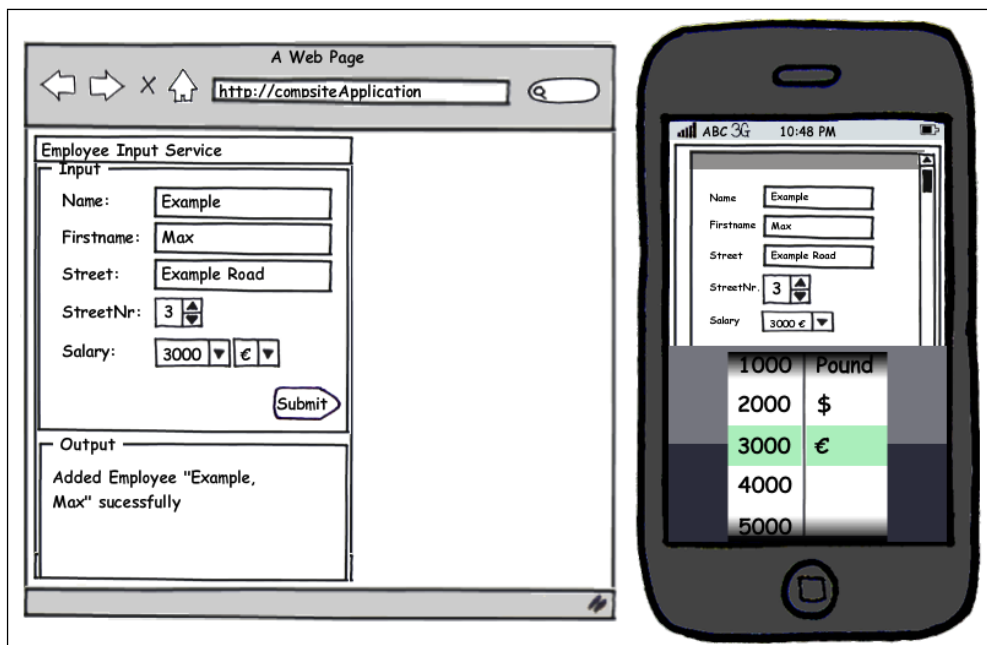 A Web Page
http://compsiteApplication
Employee Input Service
Input
Name: Example
Firstname: Max
Street: Example Road
StreetNr: 3
Salary: 3000 €
Submit
Output
Added Employee "Example,
Max" sucessfully
ABC 3G 10:48 PM
Name Example
Firstname Max
Street Example Road
StreetNr. 3
Salary 3000 €
1000 Pound
2000 $
3000 €
4000
5000